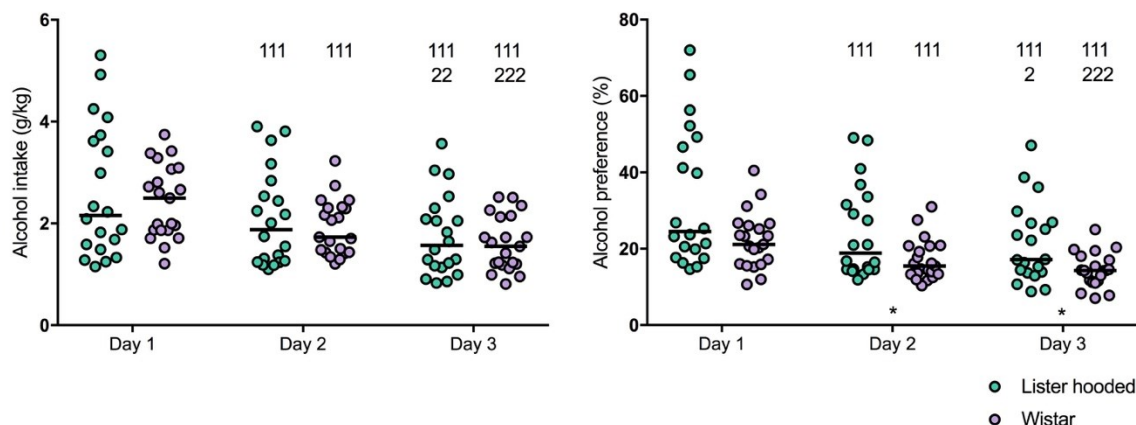 Alcohol intake (g/kg)
6
4
2
0
111 111 111 111
22 222
Day 1 Day 2 Day 3
Alcohol preference (%)
80
60
40
20
0
111 111 111 111
2 222
* *
Day 1 Day 2 Day 3
Lister hooded
Wistar